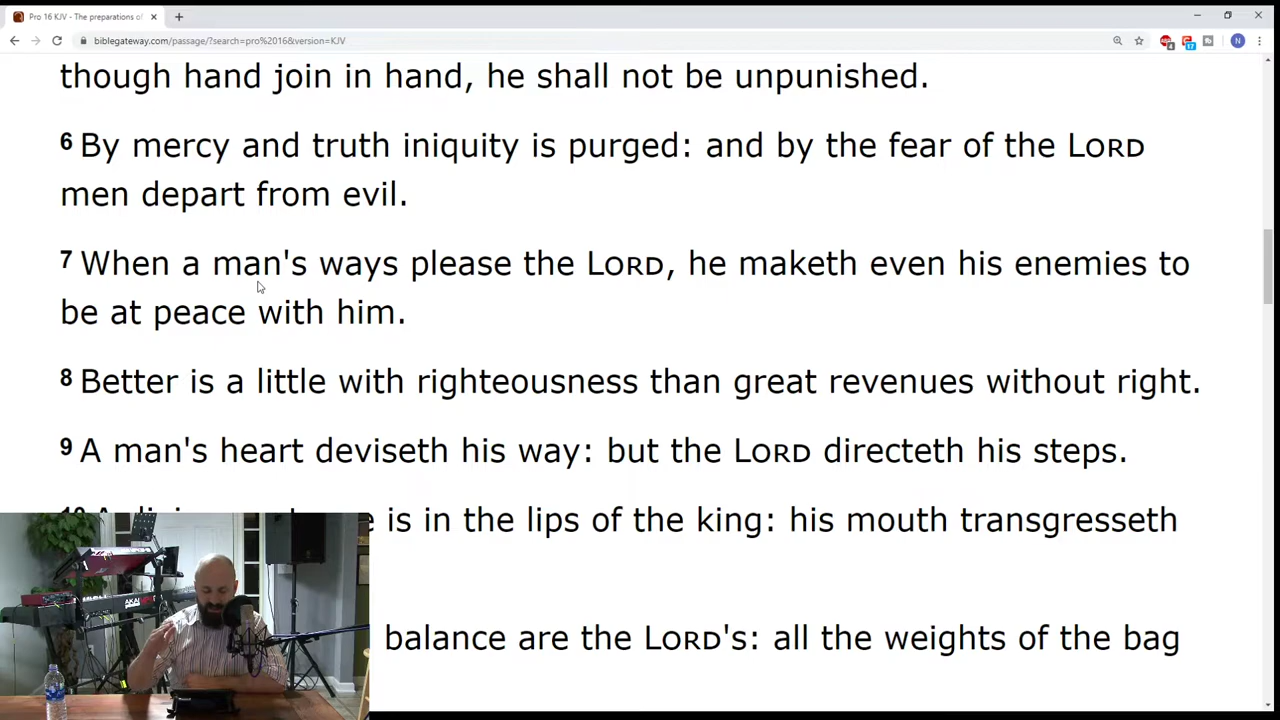 Pro 16 KJV - The preparations of
biblegateway.com/passage/?search=pro%2016&version=KJV
4
17
N
though hand join in hand, he shall not be unpunished.
6 By mercy and truth iniquity is purged: and by the fear of the LORD
men depart from evil.
7 When a man's ways please the LORD, he maketh even his enemies to
be at peace with him.
8 Better is a little with righteousness than great revenues without right.
9 A man's heart deviseth his way: but the LORD directeth his steps.
is in the lips of the king: his mouth transgresseth
AKAI
balance are the LORD's: all the weights of the bag